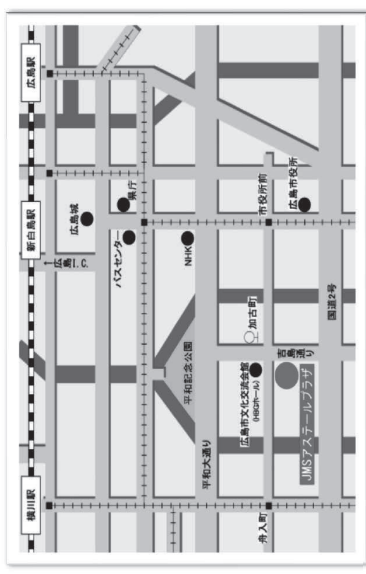 横川駅
新白島駅
広島駅
←広島I.C.
広島城
県庁
バスセンター
NHK
平和記念公園
平和大通り
市役所前
広島市役所
加古町
吉島通り
広島市文化交流会館
(HBGホール)
JMSアステールプラザ
舟入町
国道2号